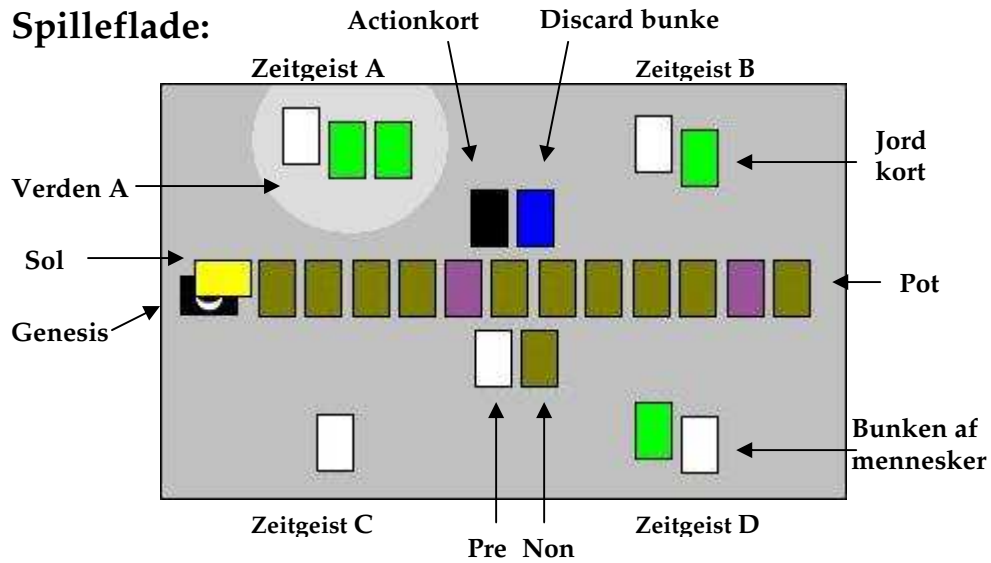 Spilleflade:
Actionkort
Discard bunke
Zeitgeist A
Zeitgeist B
Jord
kort
Verden A
Sol
Pot
Genesis
Bunken af
mennesker
Zeitgeist C
Zeitgeist D
Pre Non